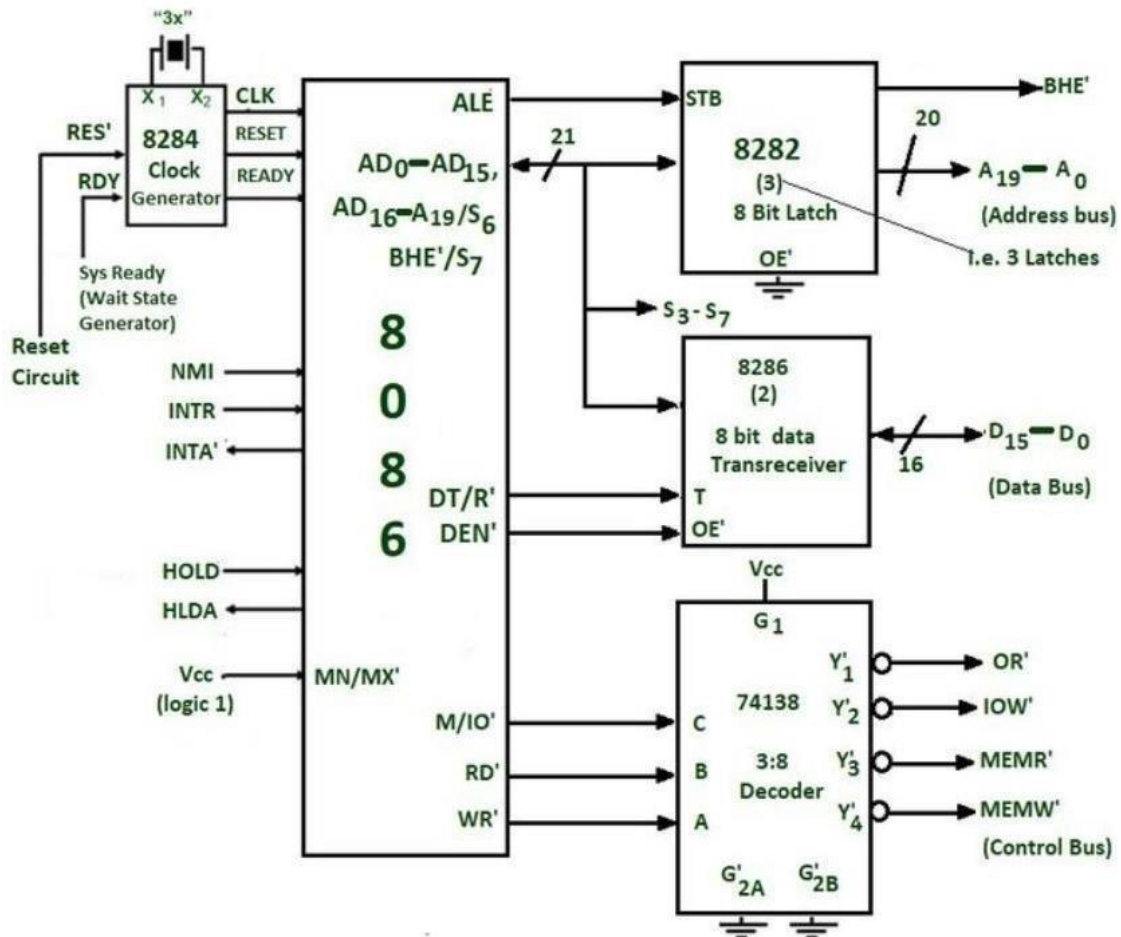 “3x”
X1 X2
8284
Clock
Generator
RES'
RDY
CLK
RESET
READY
Sys Ready
(Wait State
Generator)
Reset
Circuit
NMI
INTR
INTA'
HOLD
HLDA
Vcc
(logic 1)
ALE
AD0-AD15,
AD16-A19/S6
BHE'/S7
8
0
8
6
DT/R'
DEN'
MN/MX'
M/IO'
RD'
WR'
21
STB
8282
(3)
8 Bit Latch
OE'
BHE'
20
A19-A0
(Address bus)
i.e. 3 Latches
S3-S7
8286
(2)
8 bit data
Transreceiver
T
OE'
16
D15-D0
(Data Bus)
Vcc
G1
74138
3:8
Decoder
C
B
A
Y'1
Y'2
Y'3
Y'4
G'2A G'2B
OR'
IOW'
MEMR'
MEMW'
(Control Bus)